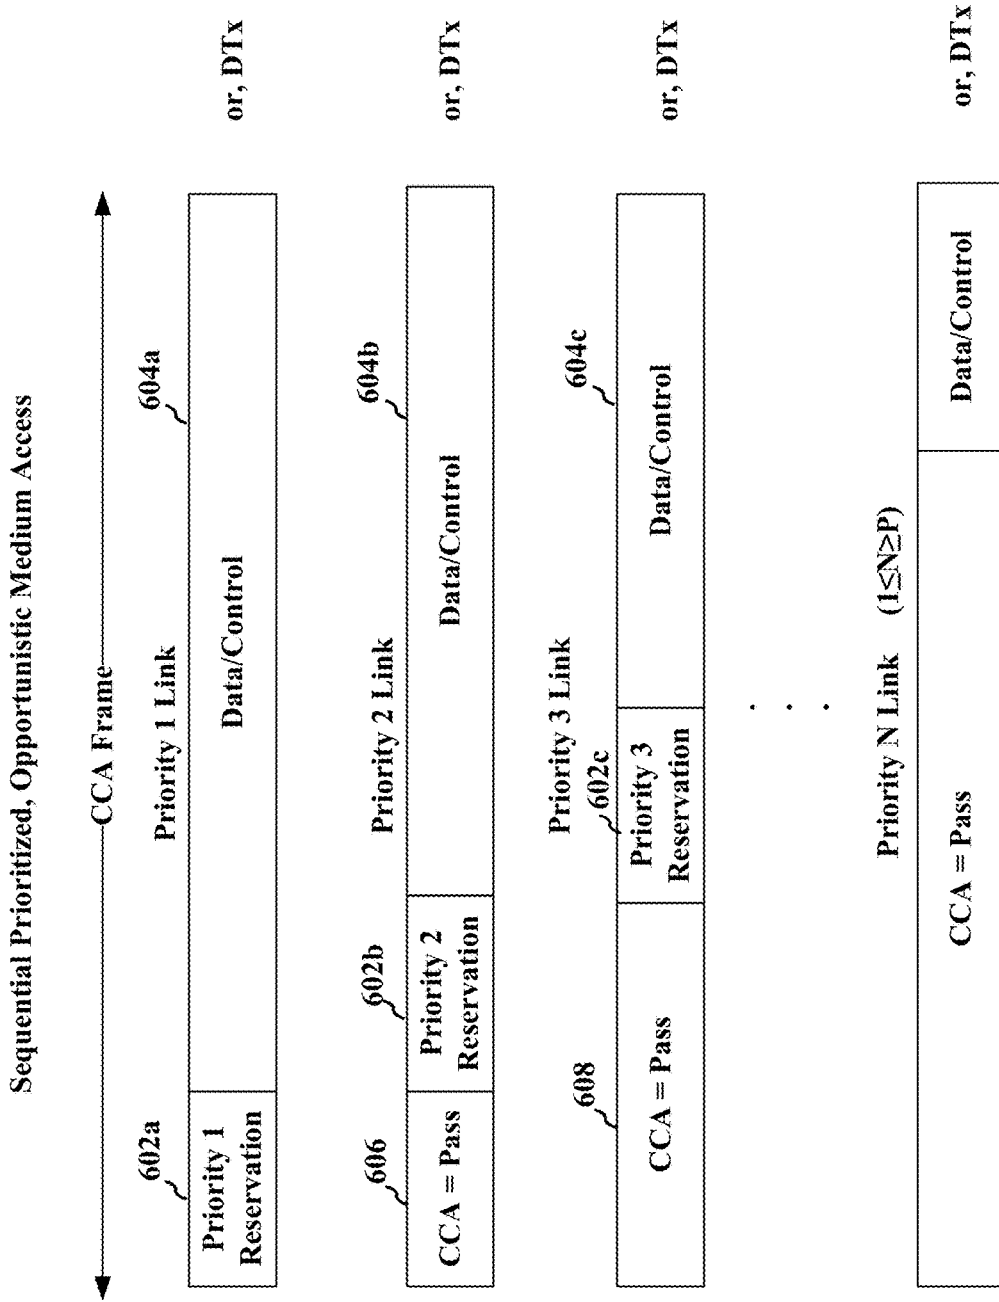 Sequential Prioritized, Opportunistic Medium Access
CCA Frame
Priority 1 Link
602a
604a
Priority 1
Reservation
Data/Control
or, DTx
Priority 2 Link
606
602b
604b
CCA = Pass
Priority 2
Reservation
Data/Control
or, DTx
Priority 3 Link
608
602c
604c
CCA = Pass
Priority 3
Reservation
Data/Control
or, DTx
. . .
Priority N Link (1≤N≥P)
CCA = Pass
Data/Control
or, DTx